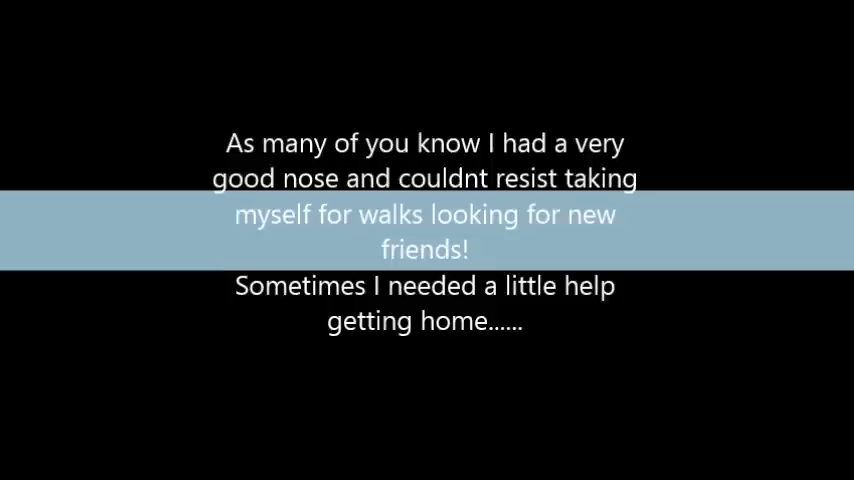 As many of you know I had a very
good nose and couldnt resist taking
myself for walks looking for new
friends!
Sometimes I needed a little help
getting home......